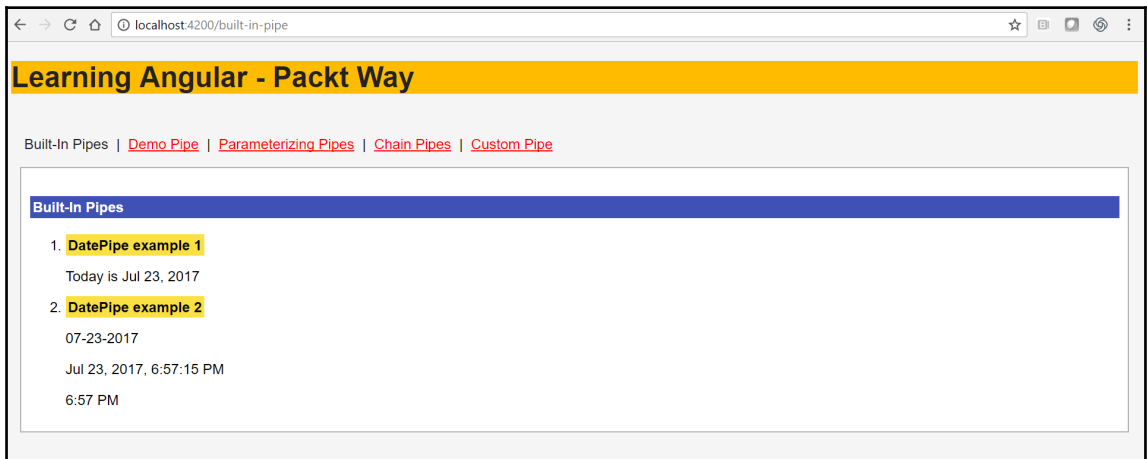 localhost:4200/built-in-pipe
Learning Angular - Packt Way
Built-In Pipes | Demo Pipe | Parameterizing Pipes | Chain Pipes | Custom Pipe
Built-In Pipes
1. DatePipe example 1
Today is Jul 23, 2017
2. DatePipe example 2
07-23-2017
Jul 23, 2017, 6:57:15 PM
6:57 PM